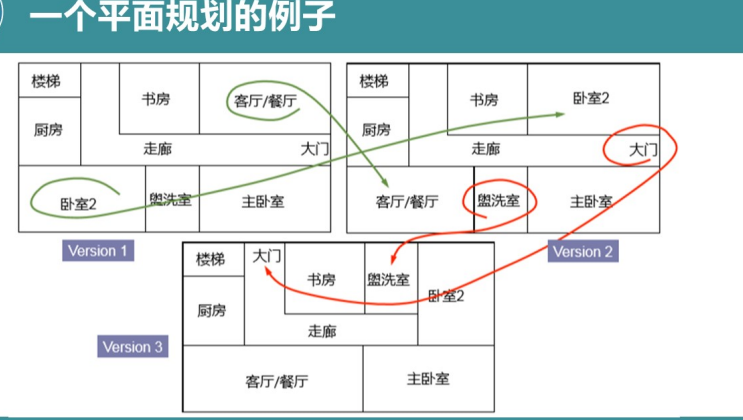 一个平面规划的例子
楼梯
书房
客厅/餐厅
厨房
走廊
大门
卧室2
盥洗室
主卧室
Version 1
楼梯
书房
卧室2
厨房
走廊
大门
客厅/餐厅
盥洗室
主卧室
Version 2
楼梯
大门
书房
盥洗室
卧室2
厨房
走廊
Version 3
客厅/餐厅
主卧室